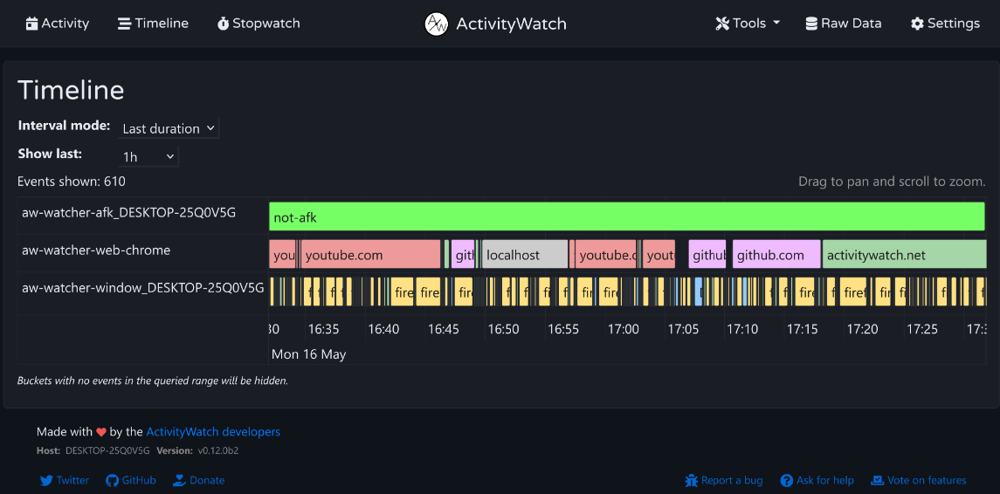 Activity Timeline Stopwatch ActivityWatch Tools Raw Data Settings
Timeline
Interval mode: Last duration
Show last: 1h
Events shown: 610 Drag to pan and scroll to zoom.
aw-watcher-afk_DESKTOP-25Q0V5G not-afk
aw-watcher-web-chrome you youtube.com gith localhost youtube.c yout github github.com activitywatch.net
aw-watcher-window_DESKTOP-25Q0V5G f f f f fire fire fire f fir f fir fire f f f fire f firef fir fi f f
30 16:35 16:40 16:45 16:50 16:55 17:00 17:05 17:10 17:15 17:20 17:25
Mon 16 May
Buckets with no events in the queried range will be hidden.
Made with ❤ by the ActivityWatch developers
Host: DESKTOP-25Q0V5G Version: v0.12.0b2
Twitter GitHub Donate Report a bug Ask for help Vote on features